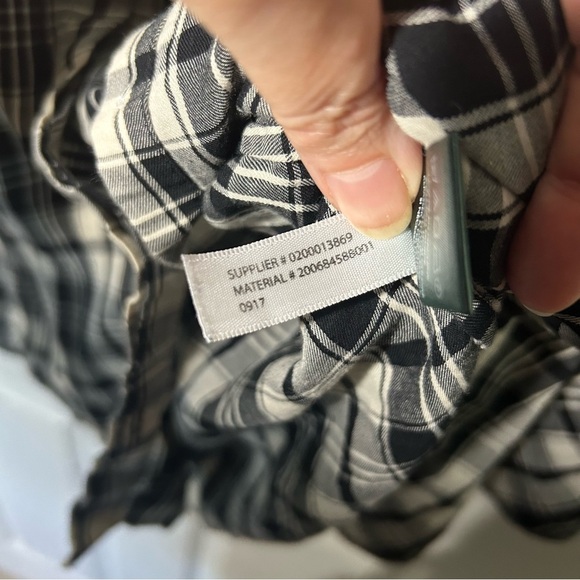 SUPPLIER # 0200013869
MATERIAL # 200684588001
0917